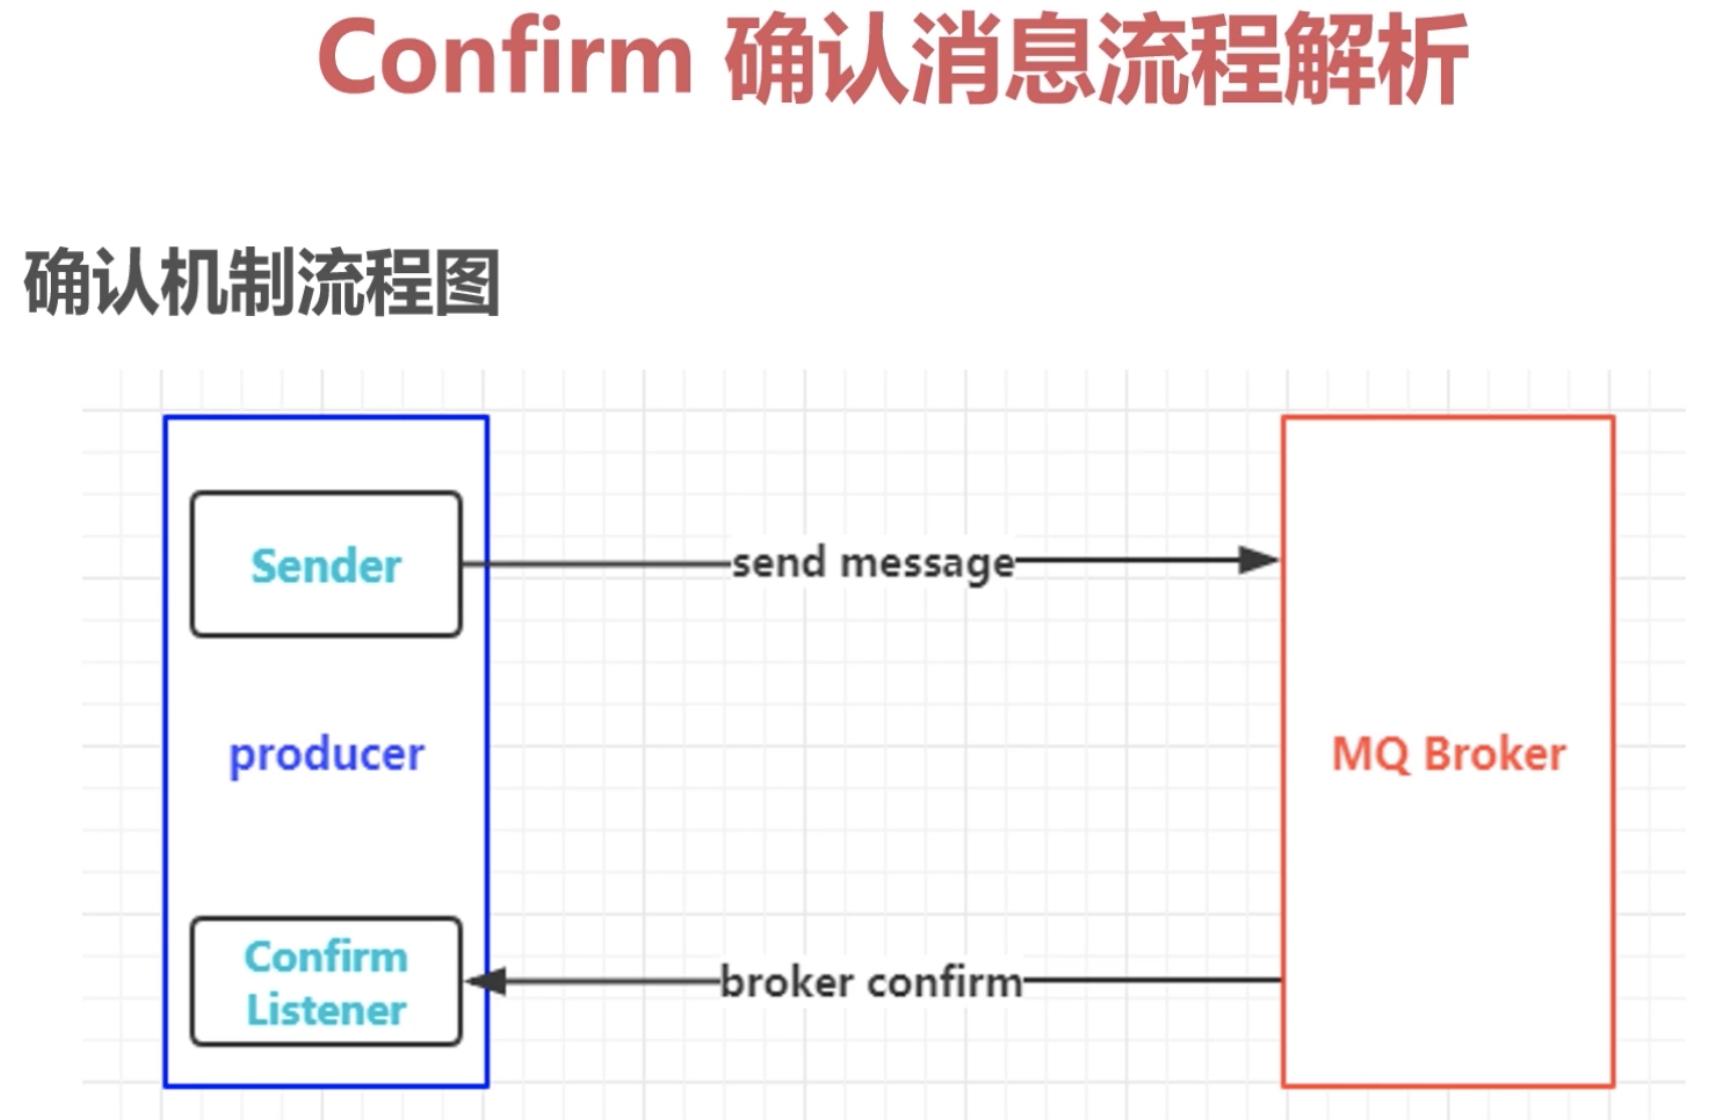 Confirm 确认消息流程解析
确认机制流程图
Sender
send message
producer
MQ Broker
Confirm
Listener
broker confirm